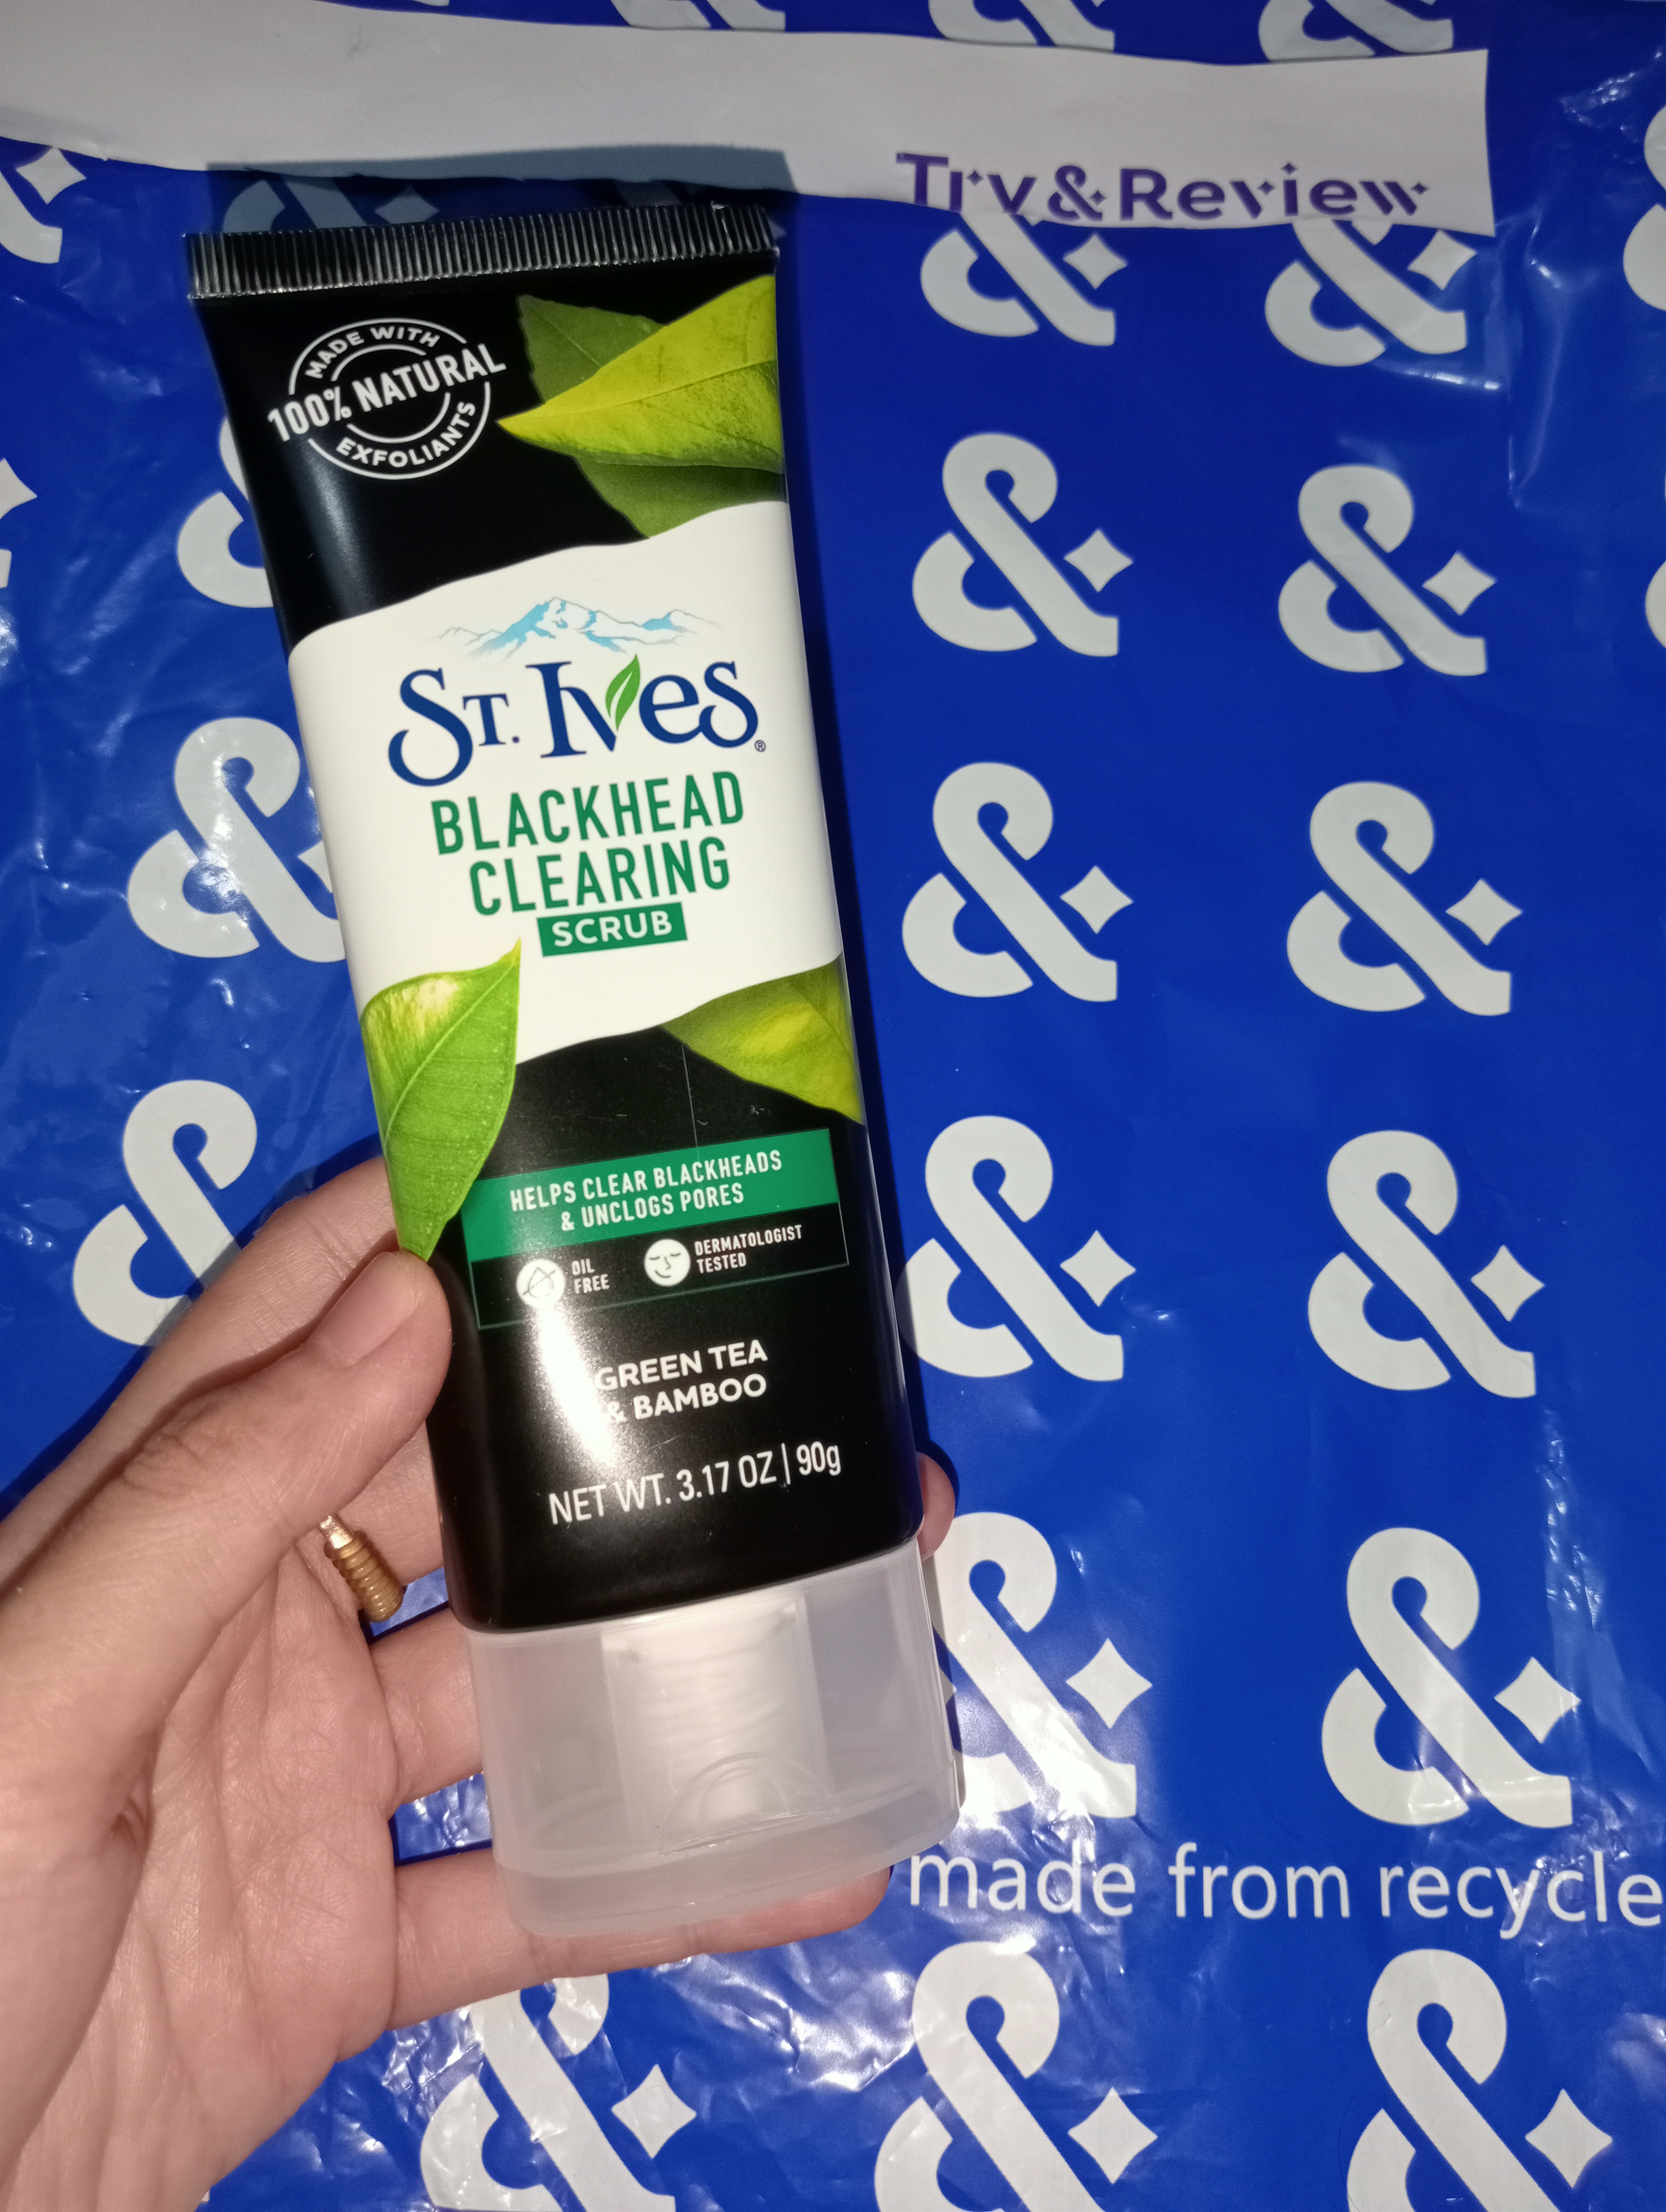 Try&Review
MADE WITH
100% NATURAL
EXFOLIANTS
ST. IVES®
BLACKHEAD
CLEARING
SCRUB
HELPS CLEAR BLACKHEADS
& UNCLOGS PORES
OIL
FREE
DERMATOLOGIST
TESTED
GREEN TEA
& BAMBOO
NET WT. 3.17 OZ | 90g
made from recycle